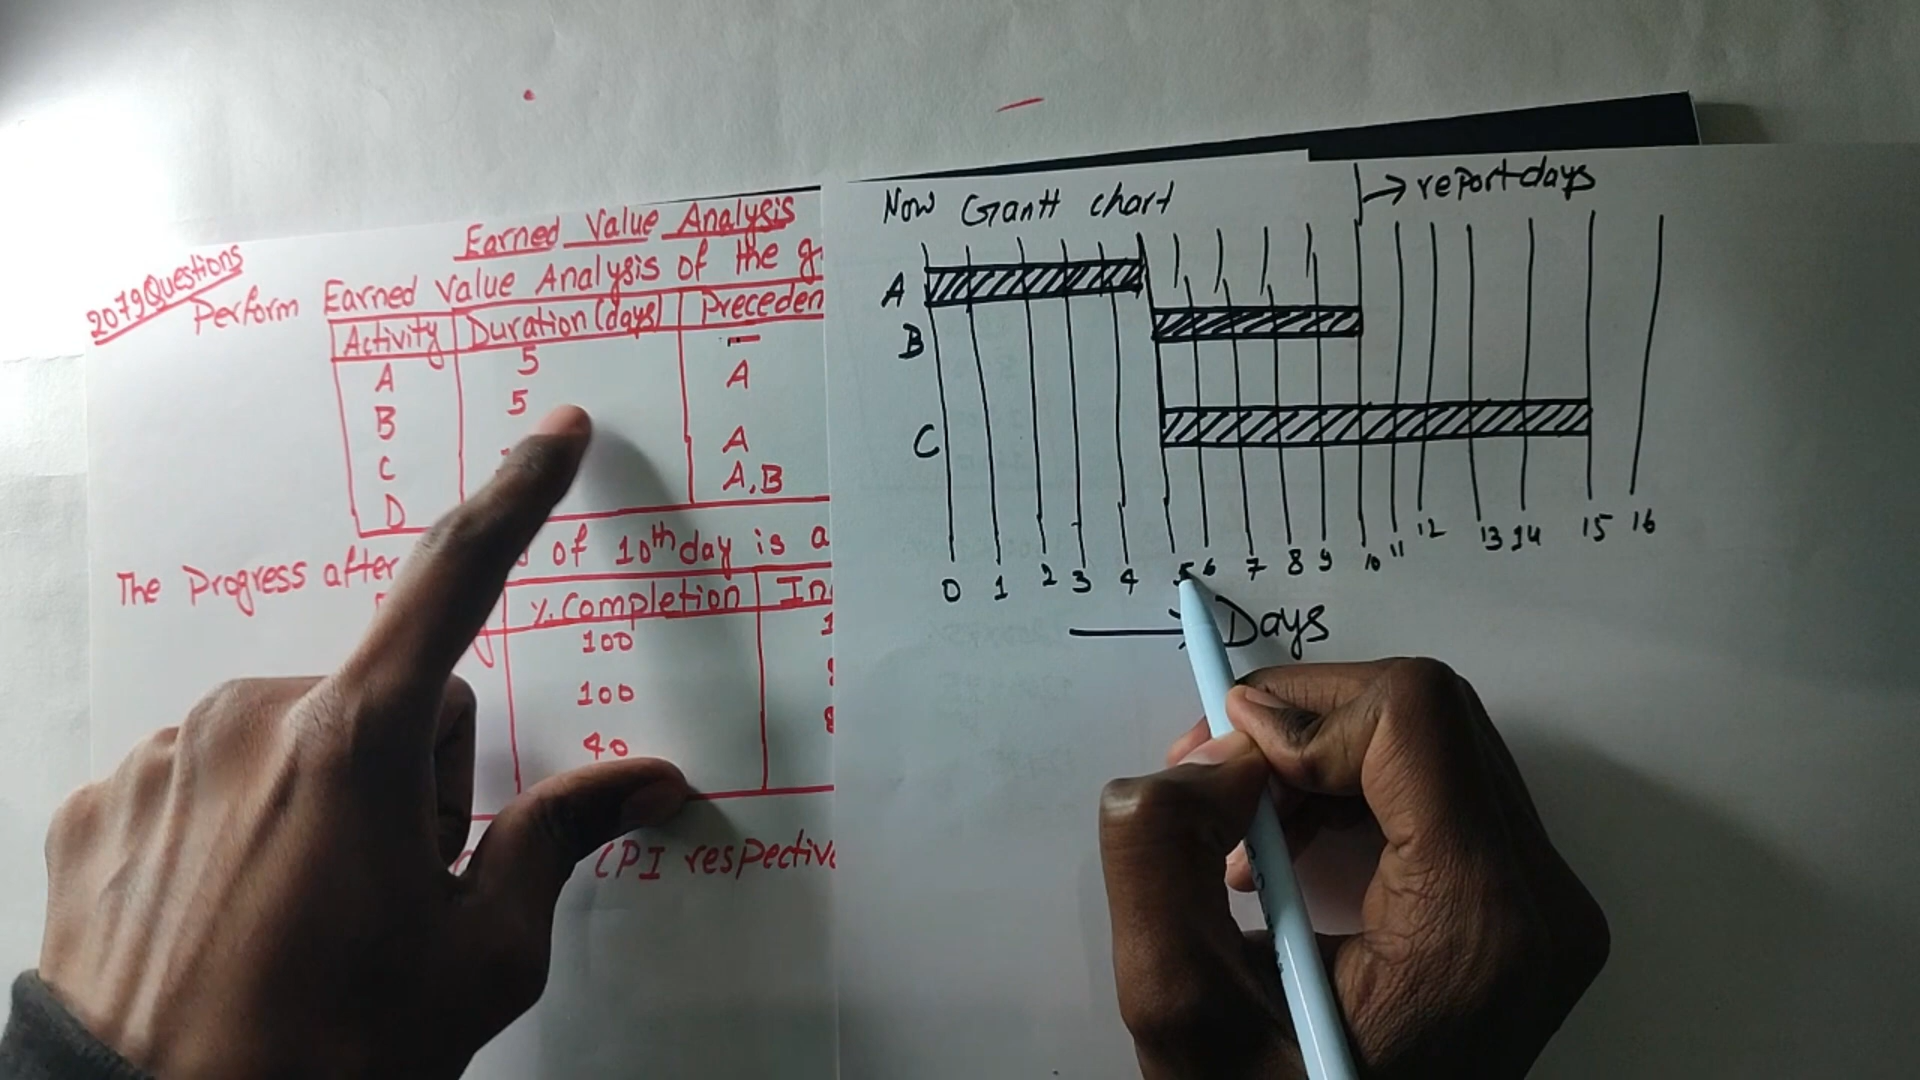 2079 Questions
Earned Value Analysis
Perform Earned Value Analysis of the
Activity Duration (days)
A 5 —
B 5 A
C A
D A, B
The Progress after of 10th day is
% Completion
100
100
40
CPI
Now Gantt chart
→ report days
A
B
C
0 1 2 3 4 5 6 7 8 9 10 11 12 13 14 15 16
→ Days